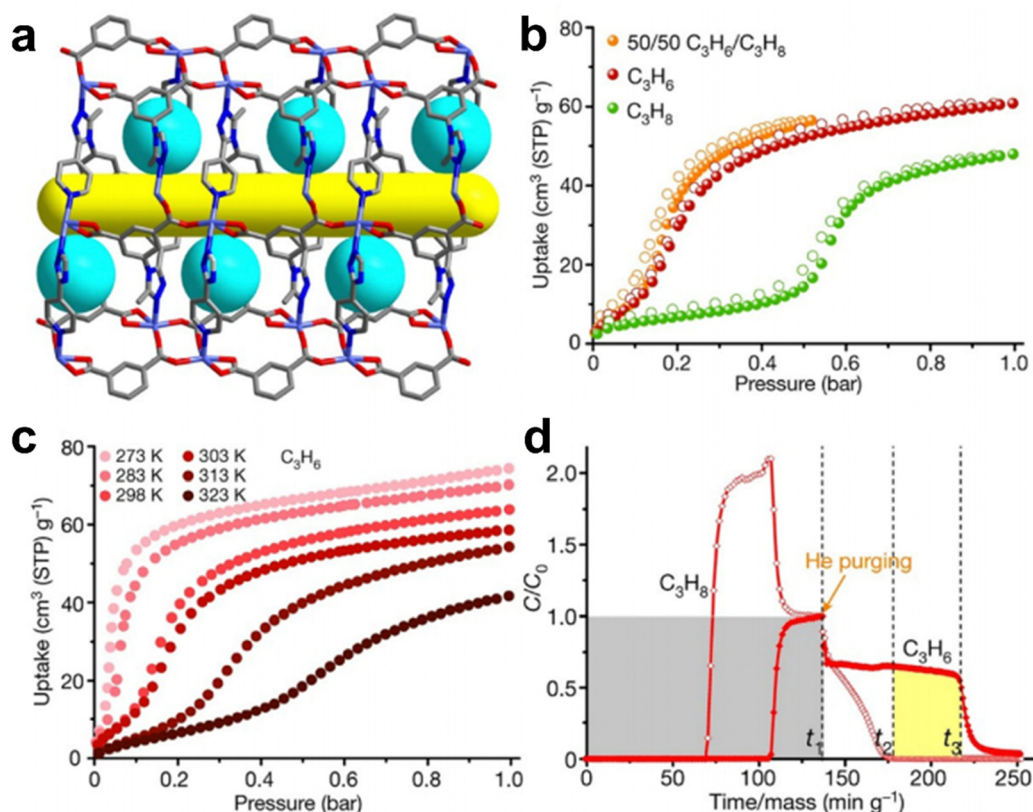 a
b
50/50 C₃H₆/C₃H₈
C₃H₆
C₃H₈
Uptake (cm³ (STP) g⁻¹)
80
60
40
20
0
0 0.2 0.4 0.6 0.8 1.0
Pressure (bar)
c
273 K 303 K C₃H₆
283 K 313 K
298 K 323 K
Uptake (cm³ (STP) g⁻¹)
80
60
40
20
0
0 0.2 0.4 0.6 0.8 1.0
Pressure (bar)
d
C/C₀
2.0
1.5
1.0
0.5
0
C₃H₈
He purging
C₃H₆
t₁ t₂ t₃
0 50 100 150 200 250
Time/mass (min g⁻¹)